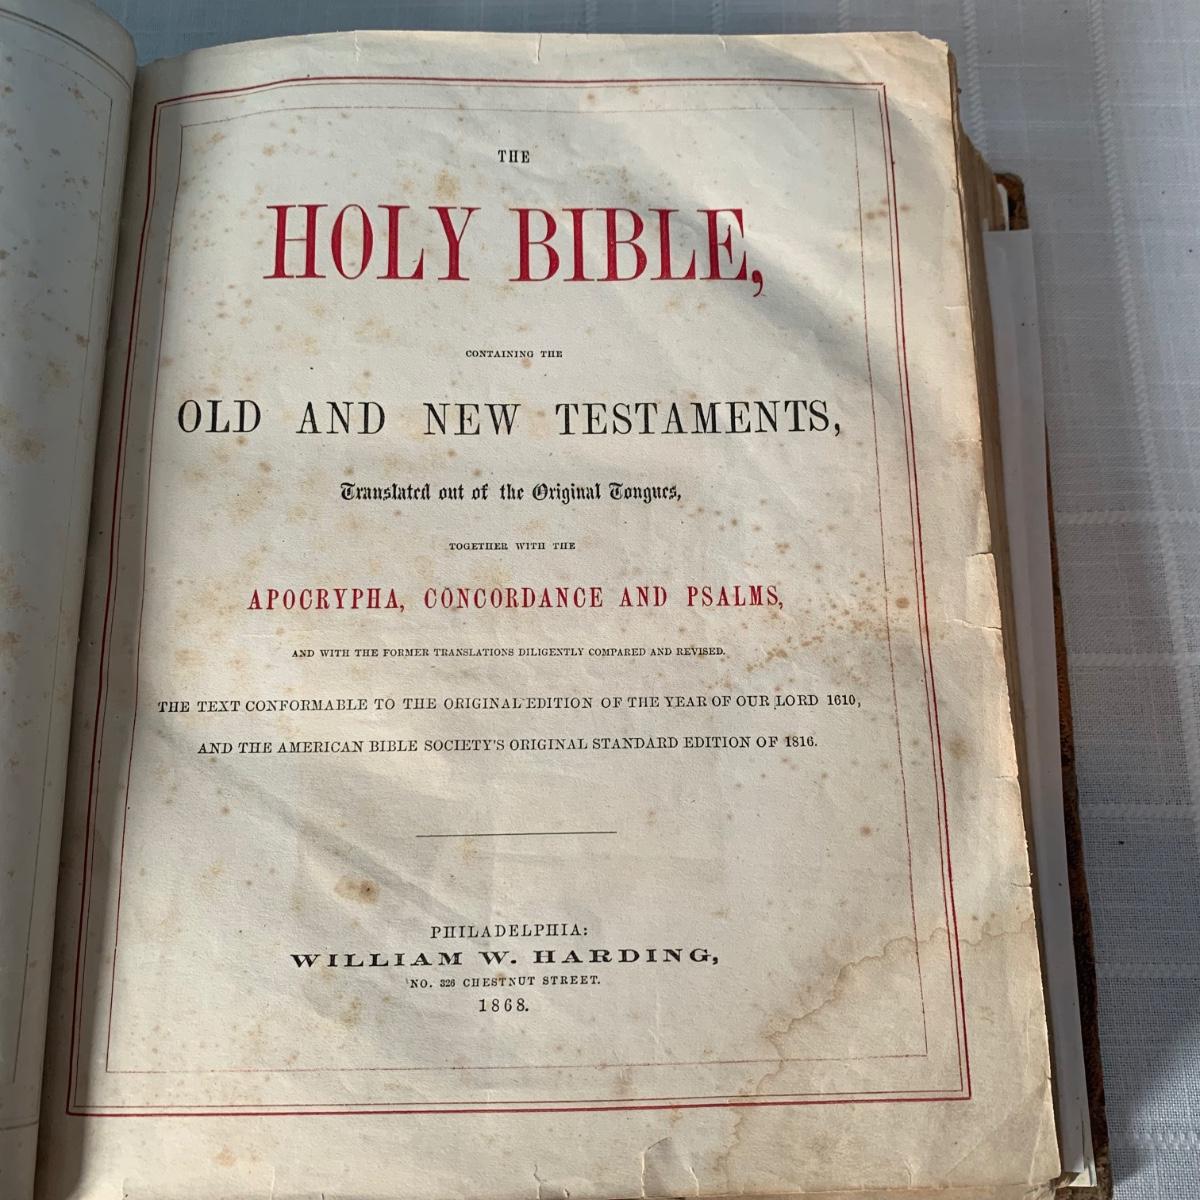 THE
HOLY BIBLE,
CONTAINING THE
OLD AND NEW TESTAMENTS,
Translated out of the Original Tongues,
TOGETHER WITH THE
APOCRYPHA, CONCORDANCE AND PSALMS,
AND WITH THE FORMER TRANSLATIONS DILIGENTLY COMPARED AND REVISED.
THE TEXT CONFORMABLE TO THE ORIGINAL EDITION OF THE YEAR OF OUR LORD 1610,
AND THE AMERICAN BIBLE SOCIETY'S ORIGINAL STANDARD EDITION OF 1816.
PHILADELPHIA:
WILLIAM W. HARDING,
NO. 326 CHESTNUT STREET.
1868.